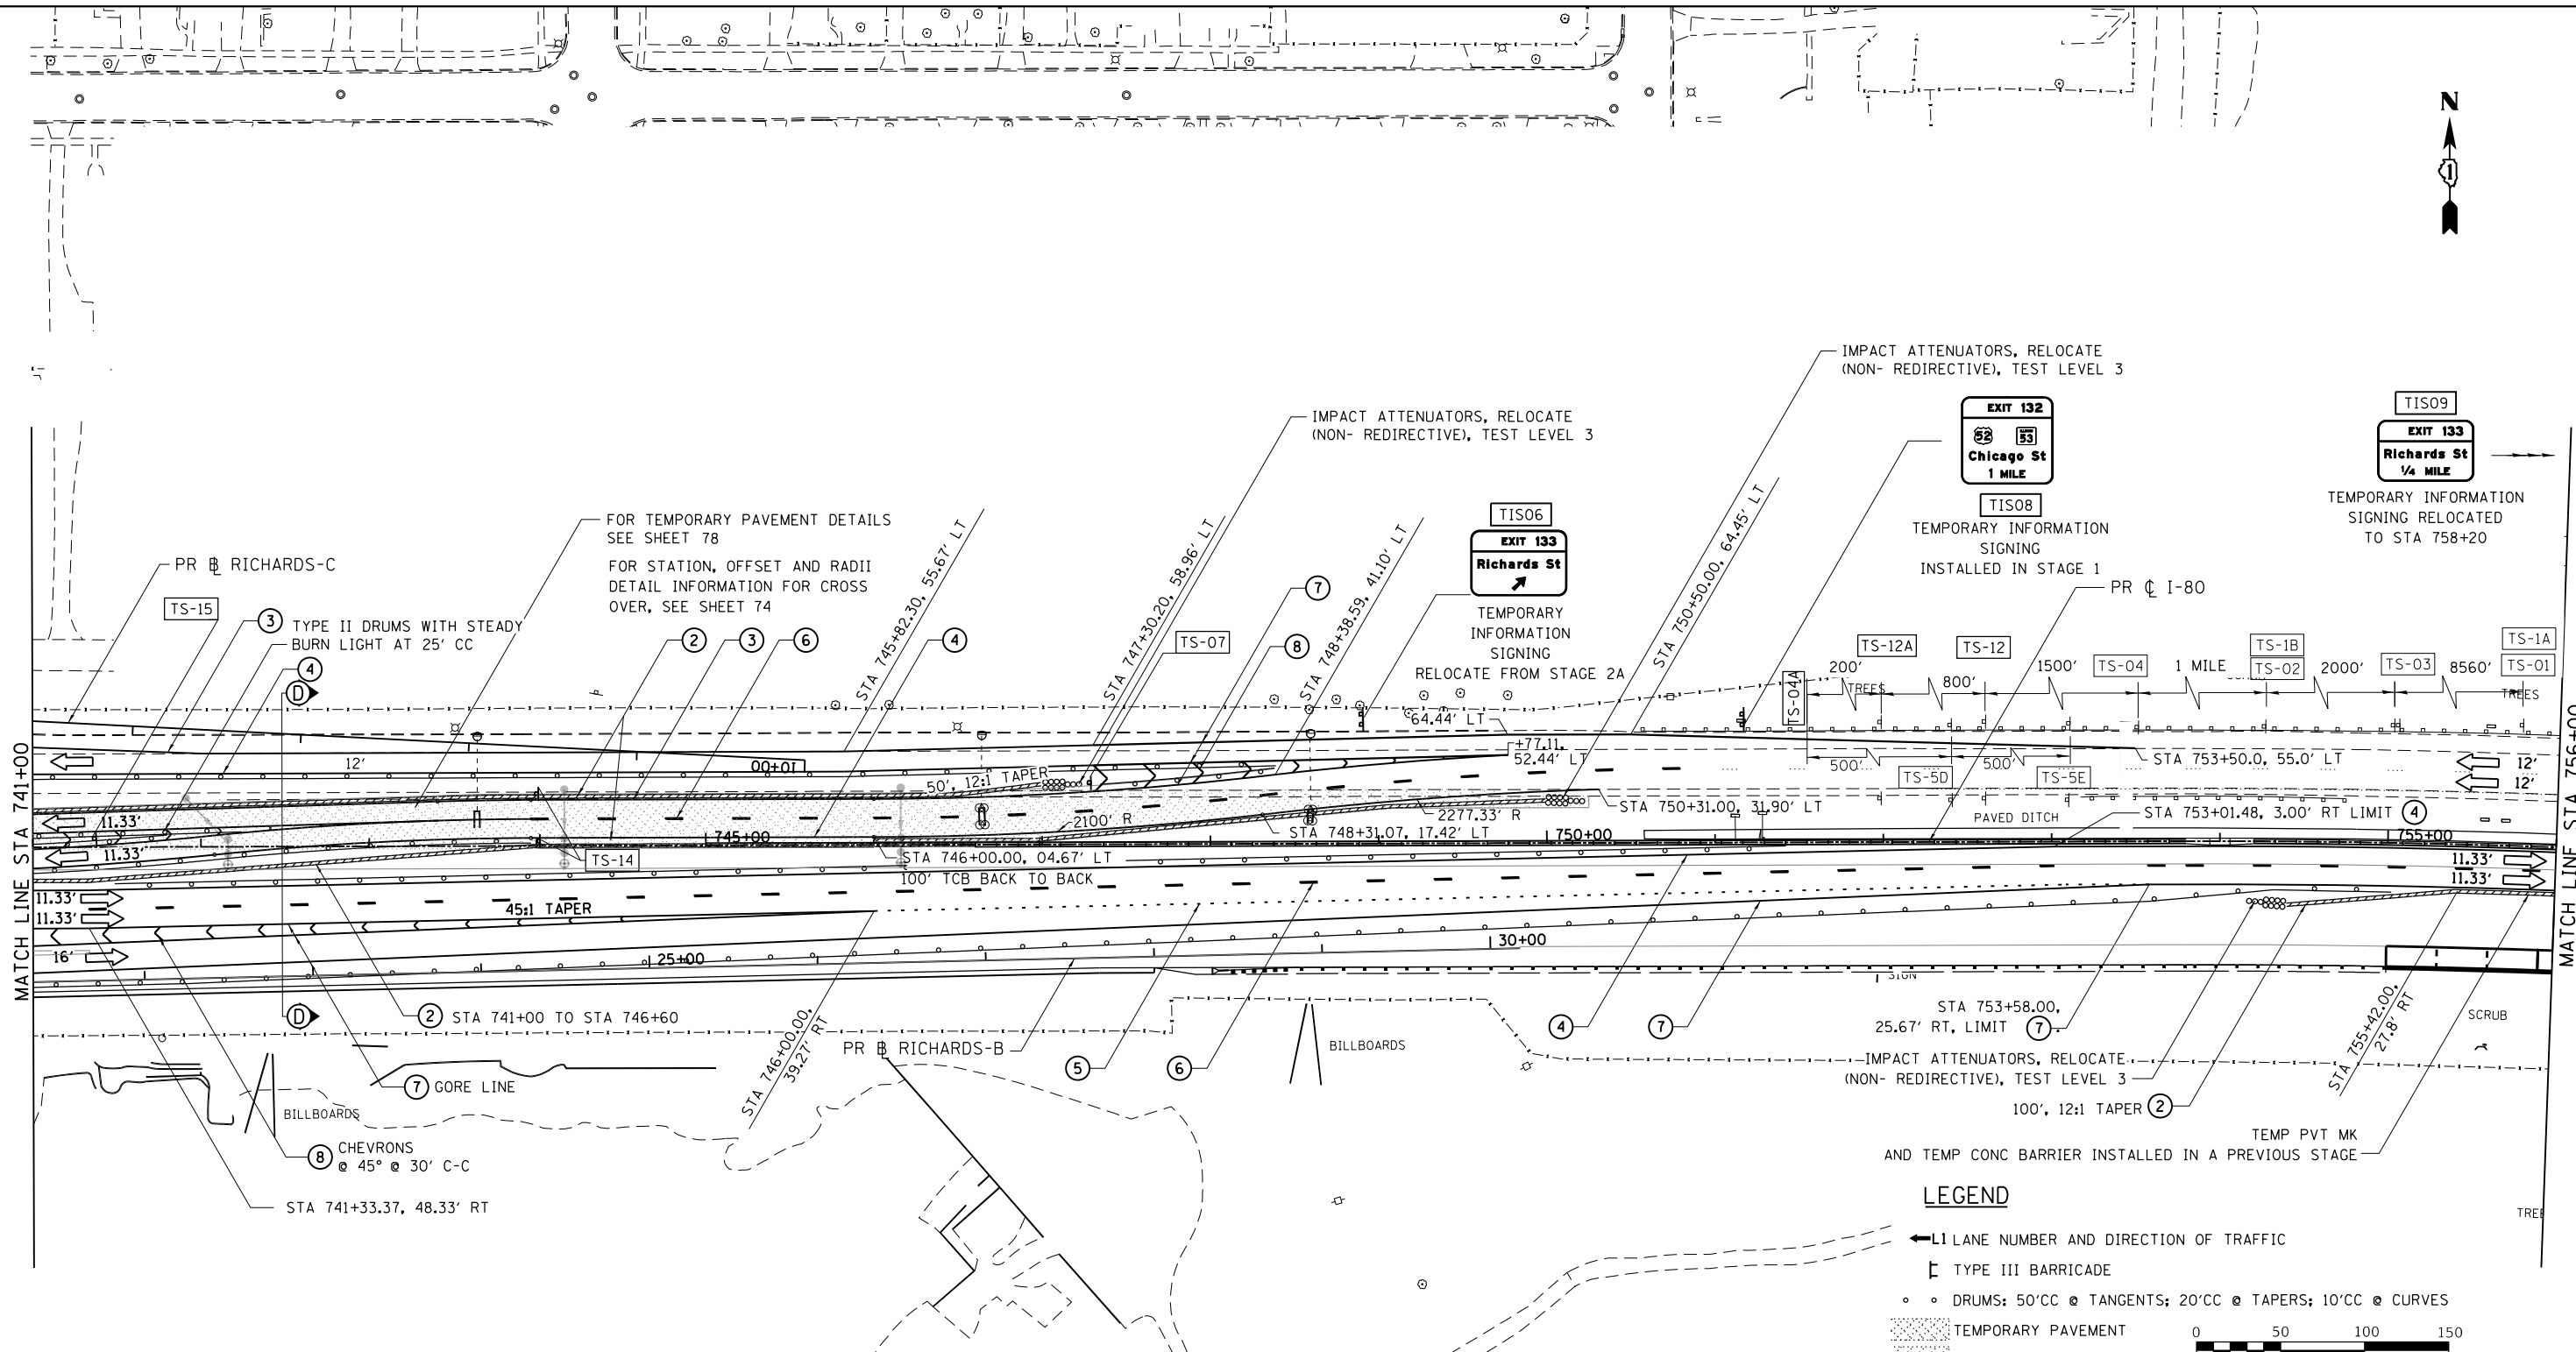 N
IMPACT ATTENUATORS, RELOCATE
(NON- REDIRECTIVE), TEST LEVEL 3
IMPACT ATTENUATORS, RELOCATE
(NON- REDIRECTIVE), TEST LEVEL 3
EXIT 132
52
53
Chicago St
1 MILE
TIS08
TEMPORARY INFORMATION
SIGNING
INSTALLED IN STAGE 1
TIS09
EXIT 133
Richards St
1/4 MILE
TEMPORARY INFORMATION
SIGNING RELOCATED
TO STA 758+20
TIS06
EXIT 133
Richards St
TEMPORARY
INFORMATION
SIGNING
RELOCATE FROM STAGE 2A
FOR TEMPORARY PAVEMENT DETAILS
SEE SHEET 78
FOR STATION, OFFSET AND RADII
DETAIL INFORMATION FOR CROSS
OVER, SEE SHEET 74
PR BL RICHARDS-C
TS-15
3 TYPE II DRUMS WITH STEADY
BURN LIGHT AT 25' CC
4
D
2
3
6
4
STA 745+82.30, 55.67' LT
STA 747+30.20, 58.96' LT
TS-07
7
8
STA 748+38.59, 41.10' LT
STA 750+50.00, 64.45' LT
PR CL I-80
TS-04A
200'
TREES
TS-12A
800'
TS-12
1500'
TS-04
1 MILE
TS-1B
TS-02
2000'
TS-03
8560'
TS-1A
TS-01
TREES
500'
TS-5D
500'
TS-5E
64.44' LT
+77.11,
52.44' LT
STA 753+50.0, 55.0' LT
12'
12'
12'
10+00
50', 12:1 TAPER
11.33'
11.33'
745+00
2100' R
2277.33' R
STA 750+31.00, 31.90' LT
STA 748+31.07, 17.42' LT
750+00
PAVED DITCH
STA 753+01.48, 3.00' RT LIMIT 4
755+00
TS-14
STA 746+00.00, 04.67' LT
100' TCB BACK TO BACK
11.33'
11.33'
11.33'
11.33'
45:1 TAPER
16'
25+00
30+00
SIGN
MATCH LINE STA 741+00
MATCH LINE STA 756+00
D
2 STA 741+00 TO STA 746+60
7 GORE LINE
BILLBOARDS
8 CHEVRONS
@ 45° @ 30' C-C
STA 741+33.37, 48.33' RT
STA 746+00.00,
39.27' RT
PR BL RICHARDS-B
5
6
BILLBOARDS
4
7
STA 753+58.00,
25.67' RT, LIMIT 7
IMPACT ATTENUATORS, RELOCATE
(NON- REDIRECTIVE), TEST LEVEL 3
100', 12:1 TAPER 2
STA 755+42.00,
27.8' RT
SCRUB
TEMP PVT MK
AND TEMP CONC BARRIER INSTALLED IN A PREVIOUS STAGE
TREE
LEGEND
L1 LANE NUMBER AND DIRECTION OF TRAFFIC
TYPE III BARRICADE
DRUMS: 50'CC @ TANGENTS; 20'CC @ TAPERS; 10'CC @ CURVES
TEMPORARY PAVEMENT
0 50 100 150